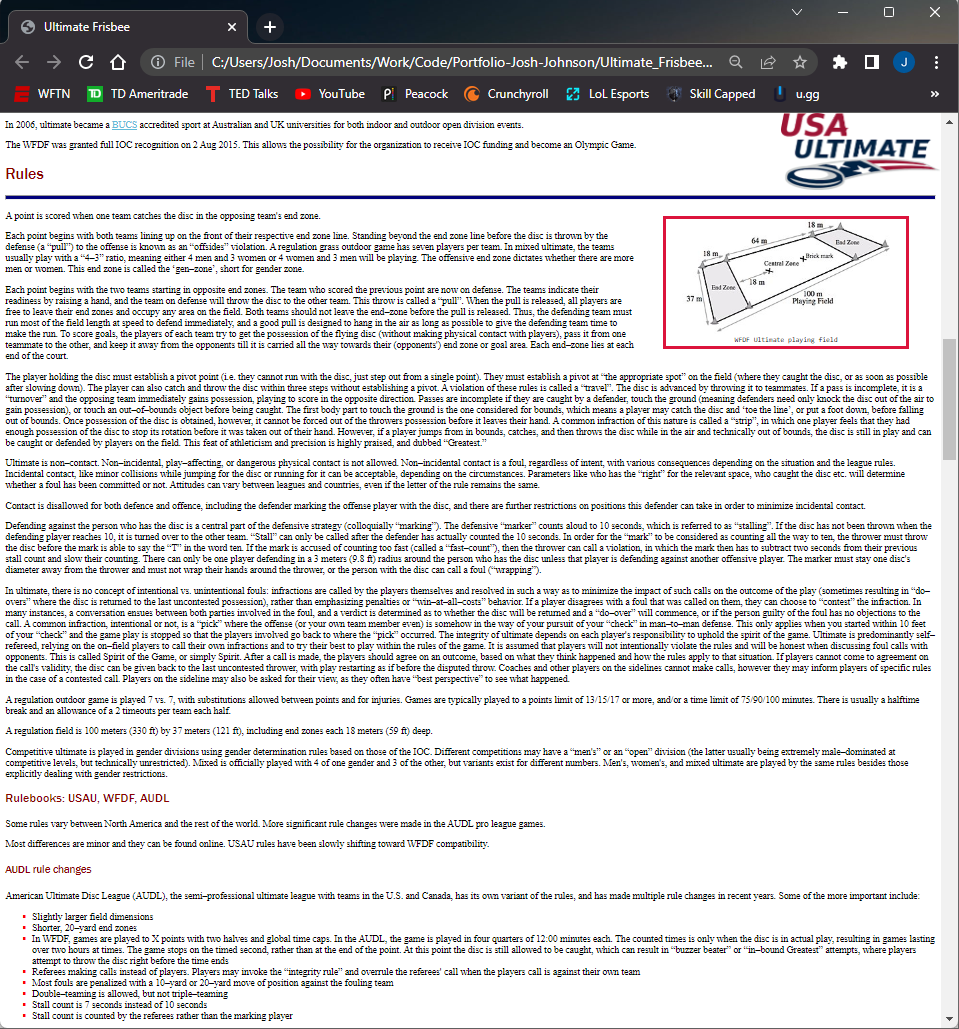 Ultimate Frisbee
File
C:/Users/Josh/Documents/Work/Code/Portfolio-Josh-Johnson/Ultimate_Frisbee...
J
WFTN
TD
TD Ameritrade
T
TED Talks
YouTube
Peacock
Crunchyroll
LoL Esports
Skill Capped
u.gg
»
In 2006, ultimate became a BUCS accredited sport at Australian and UK universities for both indoor and outdoor open division events.
USA
ULTIMATE
The WFDF was granted full IOC recognition on 2 Aug 2015. This allows the possibility for the organization to receive IOC funding and become an Olympic Game.
Rules
A point is scored when one team catches the disc in the opposing team's end zone.
Each point begins with both teams lining up on the front of their respective end zone line. Standing beyond the end zone line before the disc is thrown by the
defense (a “pull”) to the offense is known as an “offsides” violation. A regulation grass outdoor game has seven players per team. In mixed ultimate, the teams
usually play with a “4–3” ratio, meaning either 4 men and 3 women or 4 women and 3 men will be playing. The offensive end zone dictates whether there are more
men or women. This end zone is called the ‘gen–zone’, short for gender zone.
Each point begins with the two teams starting in opposite end zones. The team who scored the previous point are now on defense. The teams indicate their
readiness by raising a hand, and the team on defense will throw the disc to the other team. This throw is called a “pull”. When the pull is released, all players are
free to leave their end zones and occupy any area on the field. Both teams should not leave the end–zone before the pull is released. Thus, the defending team must
run most of the field length at speed to defend immediately, and a good pull is designed to hang in the air as long as possible to give the defending team time to
make the run. To score goals, the players of each team try to get the possession of the flying disc (without making physical contact with players), pass it from one
teammate to the other, and keep it away from the opponents till it is carried all the way towards their (opponents') end zone or goal area. Each end–zone lies at each
end of the court.
18 m
64 m
End Zone
18 m
Central Zone
Brick mark
End Zone
18 m
37 m
100 m
Playing Field
WFDF Ultimate playing field
The player holding the disc must establish a pivot point (i.e. they cannot run with the disc, just step out from a single point). They must establish a pivot at “the appropriate spot” on the field (where they caught the disc, or as soon as possible
after slowing down). The player can also catch and throw the disc within three steps without establishing a pivot. A violation of these rules is called a “travel”. The disc is advanced by throwing it to teammates. If a pass is incomplete, it is a
“turnover” and the opposing team immediately gains possession, playing to score in the opposite direction. Passes are incomplete if they are caught by a defender, touch the ground (meaning defenders need only knock the disc out of the air to
gain possession), or touch an out–of–bounds object before being caught. The first body part to touch the ground is the one considered for bounds, which means a player may catch the disc and ‘toe the line’, or put a foot down, before falling
out of bounds. Once possession of the disc is obtained, however, it cannot be forced out of the throwers possession before it leaves their hand. A common infraction of this nature is called a “strip”, in which one player feels that they had
enough possession of the disc to stop its rotation before it was taken out of their hand. However, if a player jumps from in bounds, catches, and then throws the disc while in the air and technically out of bounds, the disc is still in play and can
be caught or defended by players on the field. This feat of athleticism and precision is highly praised, and dubbed “Greatest.”
Ultimate is non–contact. Non–incidental, play–affecting, or dangerous physical contact is not allowed. Non–incidental contact is a foul, regardless of intent, with various consequences depending on the situation and the league rules.
Incidental contact, like minor collisions while jumping for the disc or running for it can be acceptable, depending on the circumstances. Parameters like who has the “right” for the relevant space, who caught the disc etc. will determine
whether a foul has been committed or not. Attitudes can vary between leagues and countries, even if the letter of the rule remains the same.
Contact is disallowed for both defence and offence, including the defender marking the offense player with the disc, and there are further restrictions on positions this defender can take in order to minimize incidental contact.
Defending against the person who has the disc is a central part of the defensive strategy (colloquially “marking”). The defensive “marker” counts aloud to 10 seconds, which is referred to as “stalling”. If the disc has not been thrown when the
defending player reaches 10, it is turned over to the other team. “Stall” can only be called after the defender has actually counted the 10 seconds. In order for the “mark” to be considered as counting all the way to ten, the thrower must throw
the disc before the mark is able to say the “T” in the word ten. If the mark is accused of counting too fast (called a “fast–count”), then the thrower can call a violation, in which the mark then has to subtract two seconds from their previous
stall count and slow their counting. There can only be one player defending in a 3 meters (9.8 ft) radius around the person who has the disc unless that player is defending against another offensive player. The marker must stay one disc's
diameter away from the thrower and must not wrap their hands around the thrower, or the person with the disc can call a foul (“wrapping”).
In ultimate, there is no concept of intentional vs. unintentional fouls: infractions are called by the players themselves and resolved in such a way as to minimize the impact of such calls on the outcome of the play (sometimes resulting in “do–
overs” where the disc is returned to the last uncontested possession), rather than emphasizing penalties or “win–at–all–costs” behavior. If a player disagrees with a foul that was called on them, they can choose to “contest” the infraction. In
many instances, a conversation ensues between both parties involved in the foul, and a verdict is determined as to whether the disc will be returned and a “do–over” will commence, or if the person guilty of the foul has no objections to the
call. A common infraction, intentional or not, is a “pick” where the offense (or your own team member even) is somehow in the way of your pursuit of your “check” in man–to–man defense. This only applies when you started within 10 feet
of your “check” and the game play is stopped so that the players involved go back to where the “pick” occurred. The integrity of ultimate depends on each player's responsibility to uphold the spirit of the game. Ultimate is predominantly self–
refereed, relying on the on–field players to call their own infractions and to try their best to play within the rules of the game. It is assumed that players will not intentionally violate the rules and will be honest when discussing foul calls with
opponents. This is called Spirit of the Game, or simply Spirit. After a call is made, the players should agree on an outcome, based on what they think happened and how the rules apply to that situation. If players cannot come to agreement on
the call's validity, the disc can be given back to the last uncontested thrower, with play restarting as if before the disputed throw. Coaches and other players on the sidelines cannot make calls, however they may inform players of specific rules
in the case of a contested call. Players on the sideline may also be asked for their view, as they often have “best perspective” to see what happened.
A regulation outdoor game is played 7 vs. 7, with substitutions allowed between points and for injuries. Games are typically played to a points limit of 13/15/17 or more, and/or a time limit of 75/90/100 minutes. There is usually a halftime
break and an allowance of a 2 timeouts per team each half.
A regulation field is 100 meters (330 ft) by 37 meters (121 ft), including end zones each 18 meters (59 ft) deep.
Competitive ultimate is played in gender divisions using gender determination rules based on those of the IOC. Different competitions may have a “men's” or an “open” division (the latter usually being extremely male–dominated at
competitive levels, but technically unrestricted). Mixed is officially played with 4 of one gender and 3 of the other, but variants exist for different numbers. Men's, women's, and mixed ultimate are played by the same rules besides those
explicitly dealing with gender restrictions.
Rulebooks: USAU, WFDF, AUDL
Some rules vary between North America and the rest of the world. More significant rule changes were made in the AUDL pro league games.
Most differences are minor and they can be found online. USAU rules have been slowly shifting toward WFDF compatibility.
AUDL rule changes
American Ultimate Disc League (AUDL), the semi–professional ultimate league with teams in the U.S. and Canada, has its own variant of the rules, and has made multiple rule changes in recent years. Some of the more important include:
Slightly larger field dimensions
Shorter, 20–yard end zones
In WFDF, games are played to X points with two halves and global time caps. In the AUDL, the game is played in four quarters of 12:00 minutes each. The counted times is only when the disc is in actual play, resulting in games lasting
over two hours at times. The game stops on the timed second, rather than at the end of the point. At this point the disc is still allowed to be caught, which can result in “buzzer beater” or “in–bound Greatest” attempts, where players
attempt to throw the disc right before the time ends
Referees making calls instead of players. Players may invoke the “integrity rule” and overrule the referees' call when the players call is against their own team
Most fouls are penalized with a 10–yard or 20–yard move of position against the fouling team
Double–teaming is allowed, but not triple–teaming
Stall count is 7 seconds instead of 10 seconds
Stall count is counted by the referees rather than the marking player